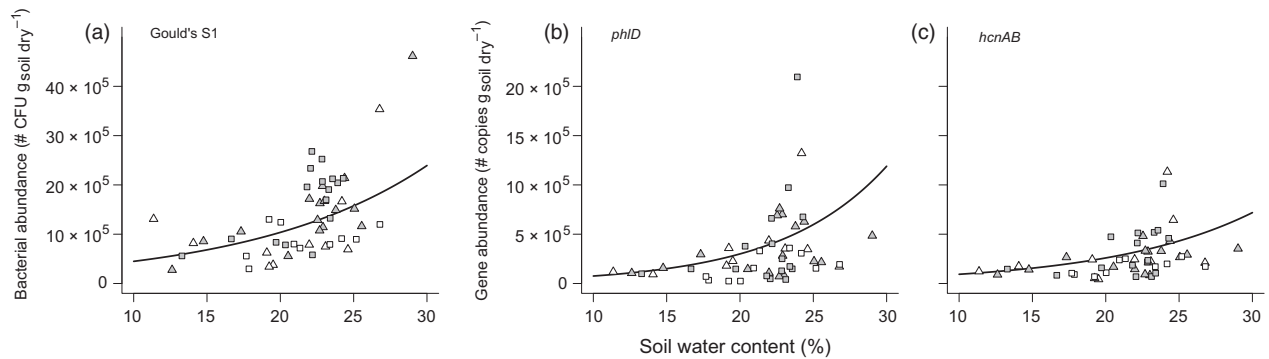 (a) Gould's S1
Bacterial abundance (# CFU g soil dry⁻¹)
40 × 10⁵
30 × 10⁵
20 × 10⁵
10 × 10⁵
0
10 15 20 25 30
(b) phlD
Gene abundance (# copies g soil dry⁻¹)
20 × 10⁵
15 × 10⁵
10 × 10⁵
5 × 10⁵
0
10 15 20 25 30
(c) hcnAB
10 15 20 25 30
Soil water content (%)